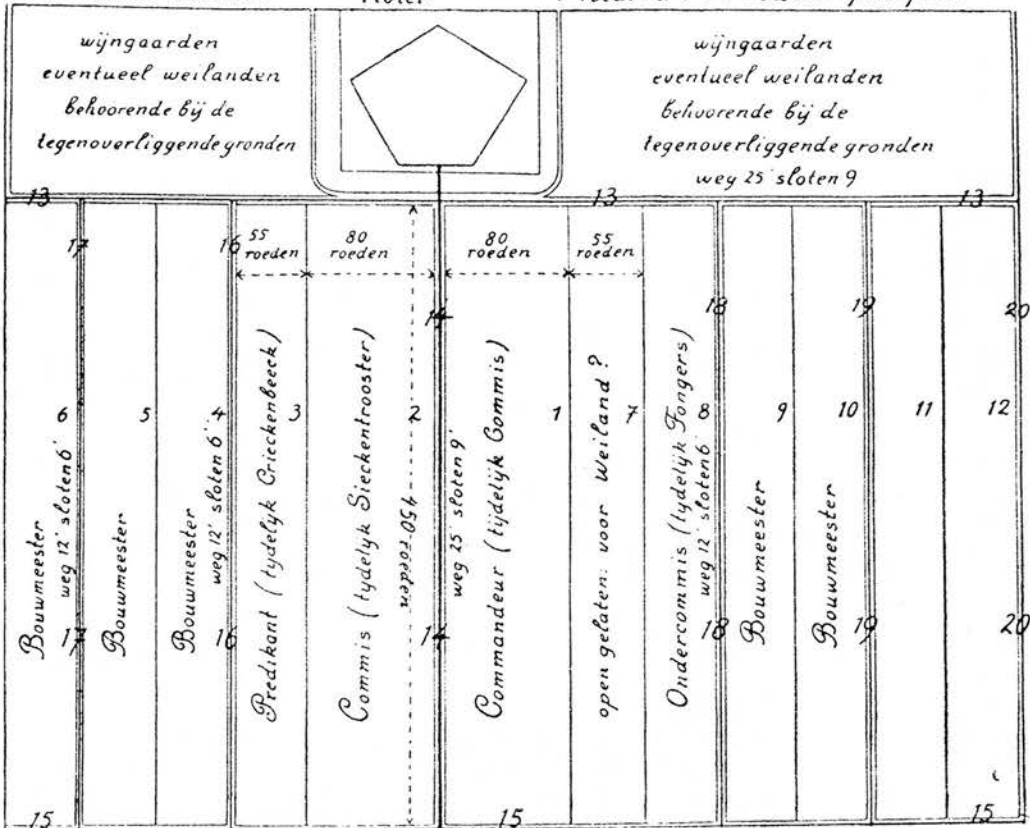 wijngaarden
eventueel weilanden
behoorende bij de
tegenoverliggende gronden
wijngaarden
eventueel weilanden
behoorende bij de
tegenoverliggende gronden
weg 25' sloten 9
13
13
13
17
16
55
roeden
80
roeden
80
roeden
55
roeden
14
18
19
20
6
5
4
3
2
1
7
8
9
10
11
12
Bouwmeester
weg 12' sloten 6'
Bouwmeester
Bouwmeester
weg 12' sloten 6'
Predikant (tydelyk Crieckenbeeck)
Commis (tydelyk Sieckentrooster)
450 roeden
weg 25' sloten 9'
Commandeur (tijdelijk Commis)
open gelaten: voor Weiland?
Ondercommis (tydelyk Fongers)
weg 12' sloten 6'
Bouwmeester
Bouwmeester
17
16
14
18
19
20
15
15
15